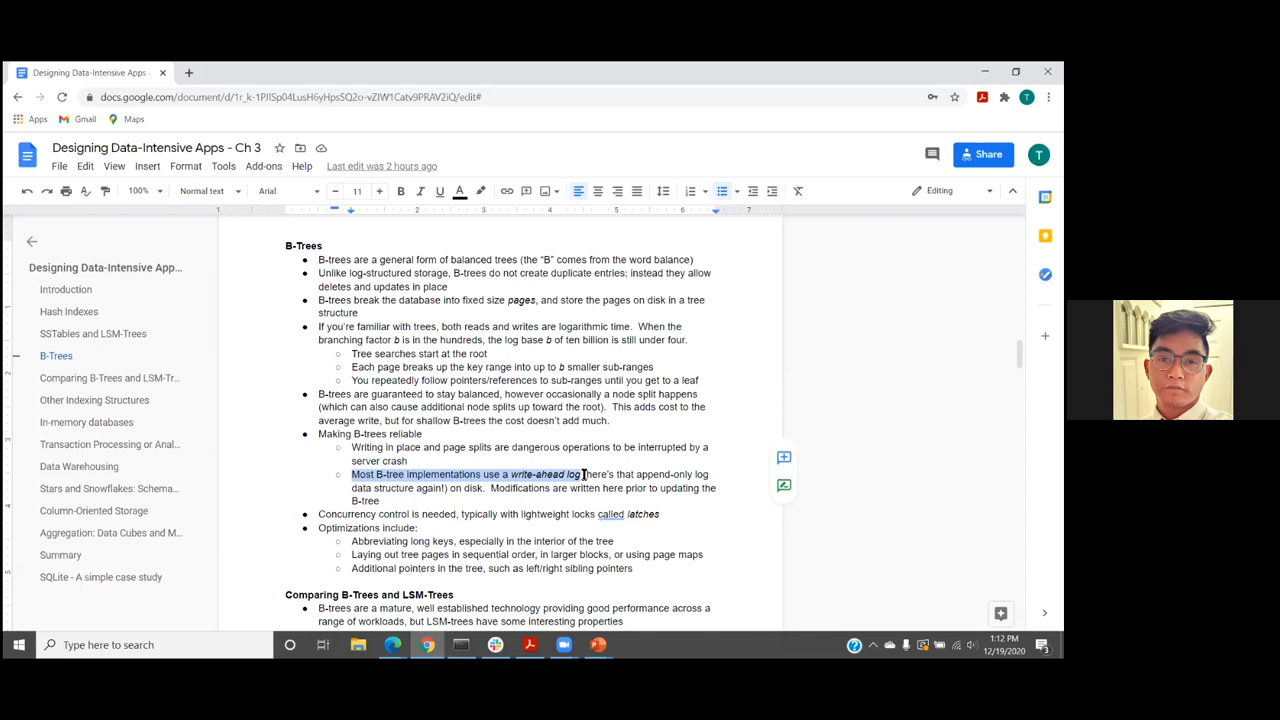 Designing Data-Intensive Apps -
docs.google.com/document/d/1r_k-1PJlSp04LusH6yHpsSQ2o-vZIW1Catv9PRAV2iQ/edit#
Apps Gmail Maps
Designing Data-Intensive Apps - Ch 3
File Edit View Insert Format Tools Add-ons Help Last edit was 2 hours ago
Share
T
T
100% Normal text Arial 11 B I U A Editing
1 1 2 3 4 5 6 7
Designing Data-Intensive App...
Introduction
Hash Indexes
SSTables and LSM-Trees
B-Trees
Comparing B-Trees and LSM-Tr...
Other Indexing Structures
In-memory databases
Transaction Processing or Anal...
Data Warehousing
Stars and Snowflakes: Schema...
Column-Oriented Storage
Aggregation: Data Cubes and M...
Summary
SQLite - A simple case study
B-Trees
● B-trees are a general form of balanced trees (the “B” comes from the word balance)
● Unlike log-structured storage, B-trees do not create duplicate entries; instead they allow
deletes and updates in place
● B-trees break the database into fixed size pages, and store the pages on disk in a tree
structure
● If you’re familiar with trees, both reads and writes are logarithmic time. When the
branching factor b is in the hundreds, the log base b of ten billion is still under four.
○ Tree searches start at the root
○ Each page breaks up the key range into up to b smaller sub-ranges
○ You repeatedly follow pointers/references to sub-ranges until you get to a leaf
● B-trees are guaranteed to stay balanced, however occasionally a node split happens
(which can also cause additional node splits up toward the root). This adds cost to the
average write, but for shallow B-trees the cost doesn’t add much.
● Making B-trees reliable
○ Writing in place and page splits are dangerous operations to be interrupted by a
server crash
○ Most B-tree implementations use a write-ahead log here’s that append-only log
data structure again!) on disk. Modifications are written here prior to updating the
B-tree
● Concurrency control is needed, typically with lightweight locks called latches
● Optimizations include:
○ Abbreviating long keys, especially in the interior of the tree
○ Laying out tree pages in sequential order, in larger blocks, or using page maps
○ Additional pointers in the tree, such as left/right sibling pointers
Comparing B-Trees and LSM-Trees
● B-trees are a mature, well established technology providing good performance across a
range of workloads, but LSM-trees have some interesting properties
Type here to search
1:12 PM
12/19/2020
3